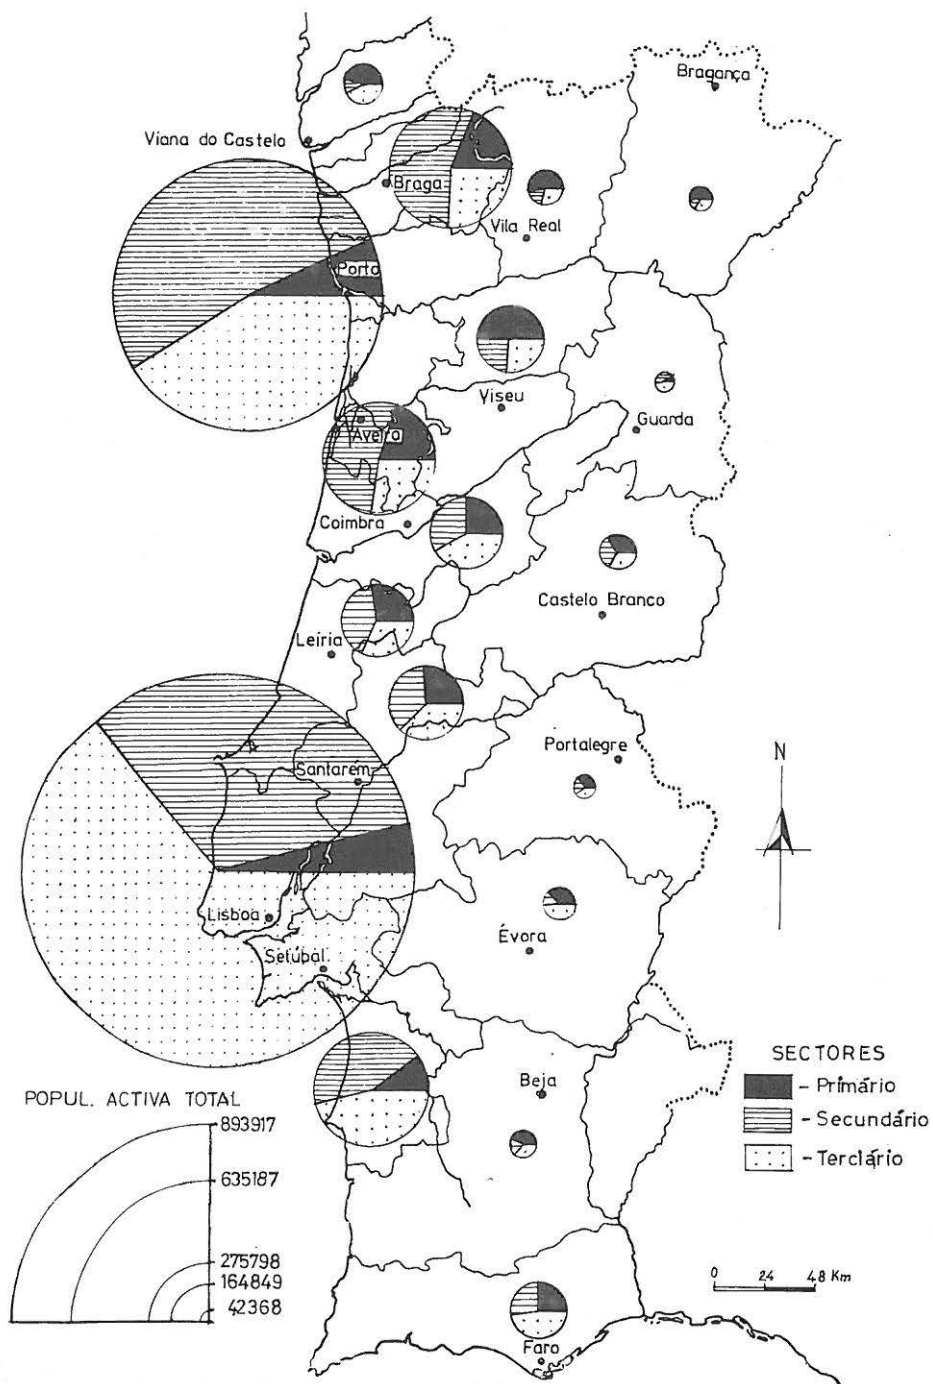 Bragança
Viana do Castelo
Braga
Vila Real
Porto
Viseu
Guarda
Aveiro
Coimbra
Castelo Branco
Leíria
Portalegre
N
Santarém
Lisboa
Évora
Setúbal
SECTORES
- Primário
- Secundário
- Terciário
Beja
POPUL. ACTIVA TOTAL
893917
635187
275798
164849
42368
0 24 48 Km
Faro